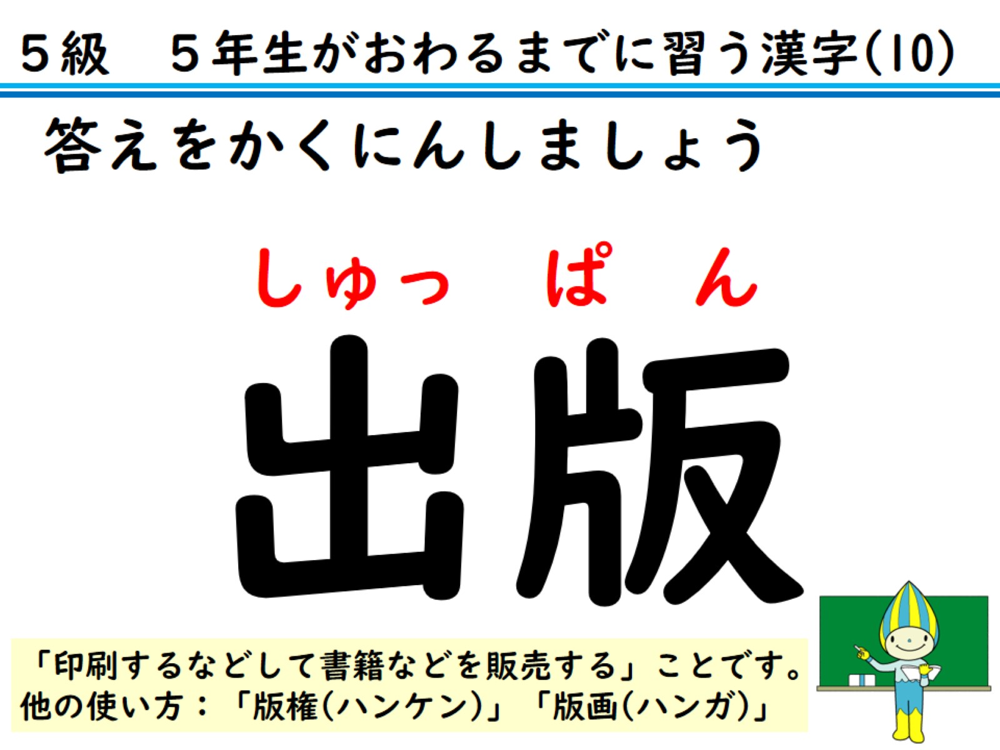 ５級　５年生がおわるまでに習う漢字(10)
答えをかくにんしましょう
しゅっ　ぱ　ん
出版
「印刷するなどして書籍などを販売する」ことです。
他の使い方：「版権(ハンケン)」「版画(ハンガ)」